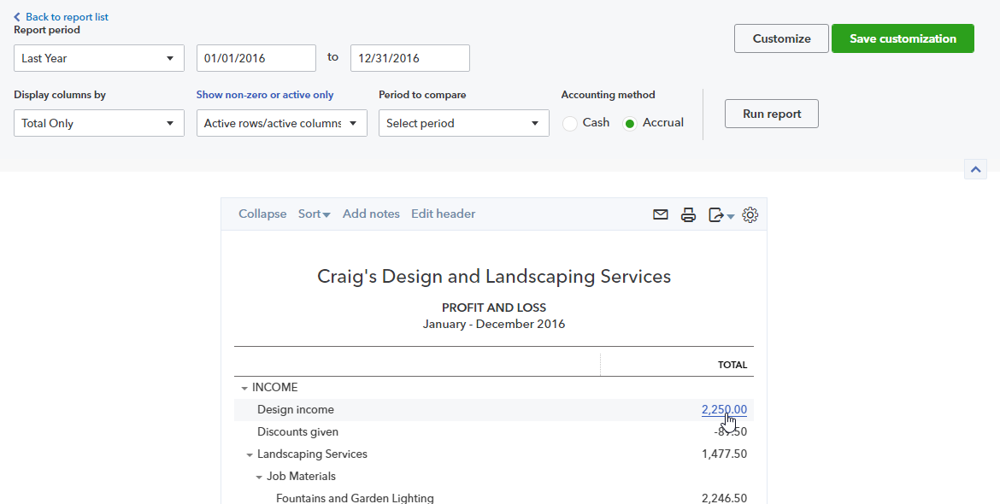 Back to report list
Report period
Customize
Save customization
Last Year
01/01/2016
to
12/31/2016
Display columns by
Show non-zero or active only
Period to compare
Accounting method
Total Only
Active rows/active columns
Select period
Cash
Accrual
Run report
Collapse
Sort
Add notes
Edit header
Craig's Design and Landscaping Services
PROFIT AND LOSS
January - December 2016
TOTAL
INCOME
Design income 2,250.00
Discounts given
Landscaping Services 1,477.50
Job Materials
Fountains and Garden Lighting 2,246.50